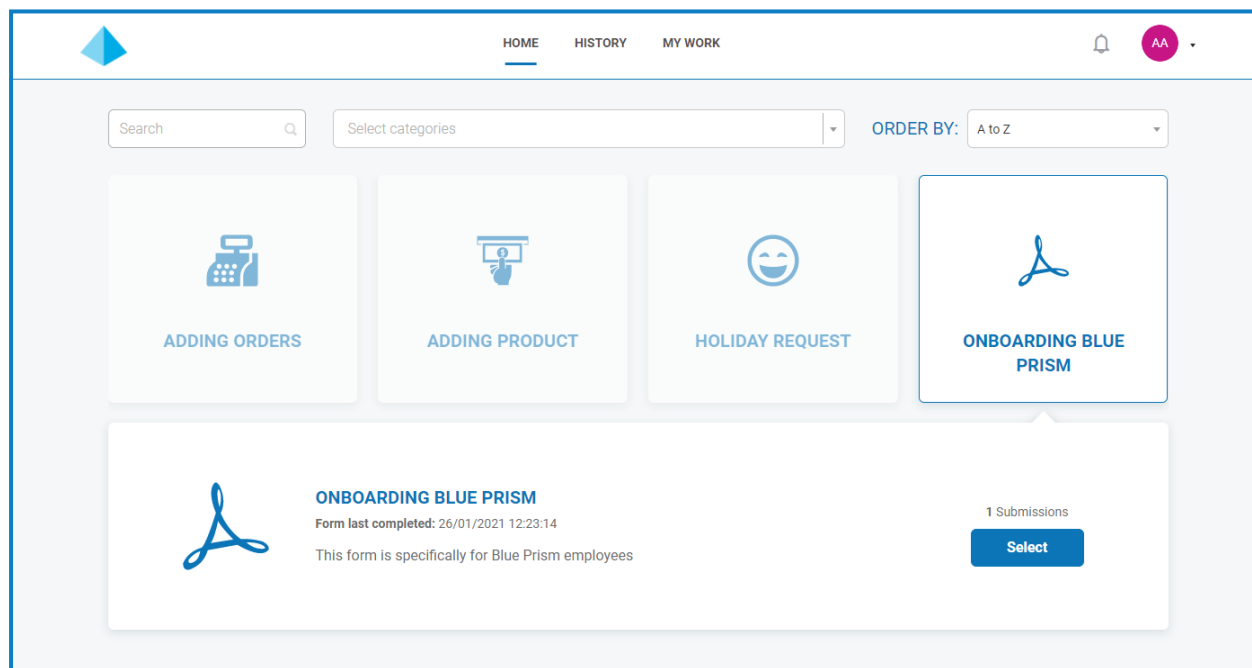 HOME HISTORY MY WORK AA
Search Select categories ORDER BY: A to Z
ADDING ORDERS ADDING PRODUCT HOLIDAY REQUEST ONBOARDING BLUE
PRISM
ONBOARDING BLUE PRISM
Form last completed: 26/01/2021 12:23:14
This form is specifically for Blue Prism employees
1 Submissions
Select